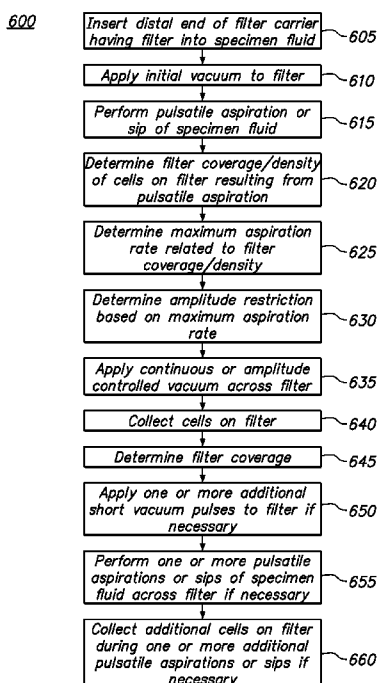 600
Insert distal end of filter carrier
having filter into specimen fluid
605
Apply initial vacuum to filter
610
Perform pulsatile aspiration or
sip of specimen fluid
615
Determine filter coverage/density
of cells on filter resulting from
pulsatile aspiration
620
Determine maximum aspiration
rate related to filter
coverage/density
625
Determine amplitude restriction
based on maximum aspiration
rate
630
Apply continuous or amplitude
controlled vacuum across filter
635
Collect cells on filter
640
Determine filter coverage
645
Apply one or more additional
short vacuum pulses to filter if
necessary
650
Perform one or more pulsatile
aspirations or sips of specimen
fluid across filter if necessary
655
Collect additional cells on filter
during one or more additional
pulsatile aspirations or sips if
necessary
660